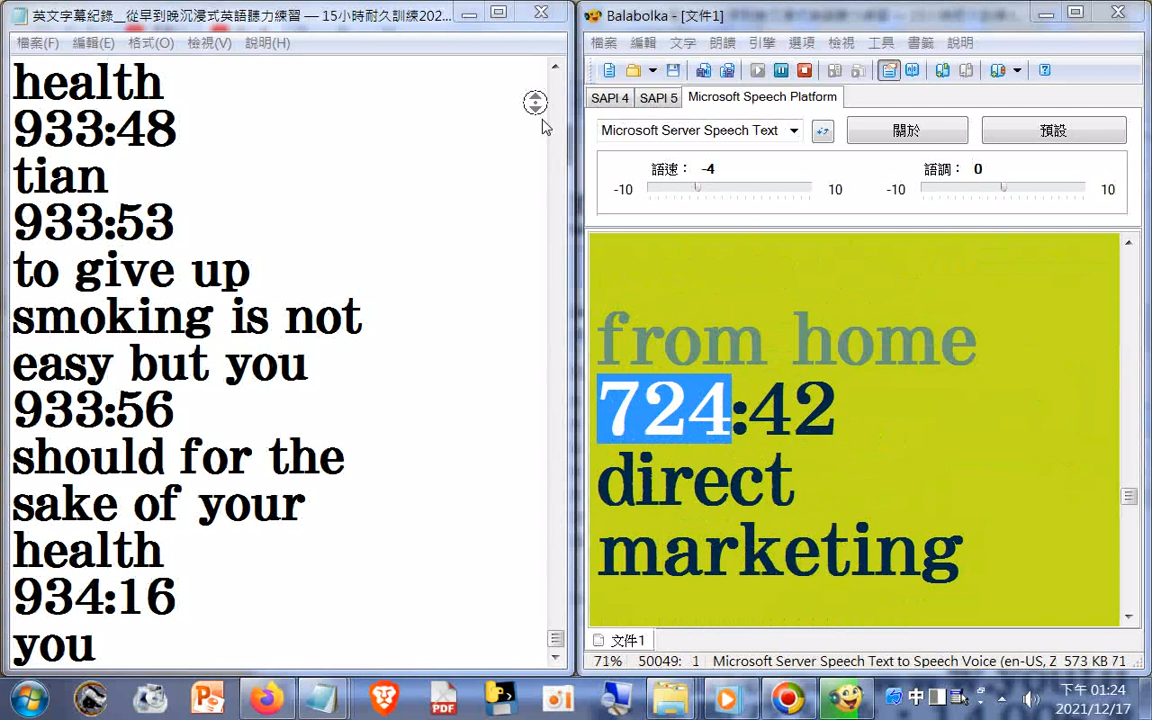 英文字幕紀錄__從早到晚沉浸式英語聽力練習 — 15小時耐久訓練202...
檔案(F) 編輯(E) 格式(O) 檢視(V) 說明(H)
health
933:48
tian
933:53
to give up
smoking is not
easy but you
933:56
should for the
sake of your
health
934:16
you
Balabolka - [文件1]
檔案 編輯 文字 朗讀 引擎 選項 檢視 工具 書籤 說明
SAPI 4 SAPI 5 Microsoft Speech Platform
Microsoft Server Speech Text 關於 預設
語速： -4 語調： 0
-10 10 -10 10
from home
724:42
direct
marketing
文件1
71% 50049: 1 Microsoft Server Speech Text to Speech Voice (en-US, Z 573 KB 71
PDF
中
下午 01:24
2021/12/17